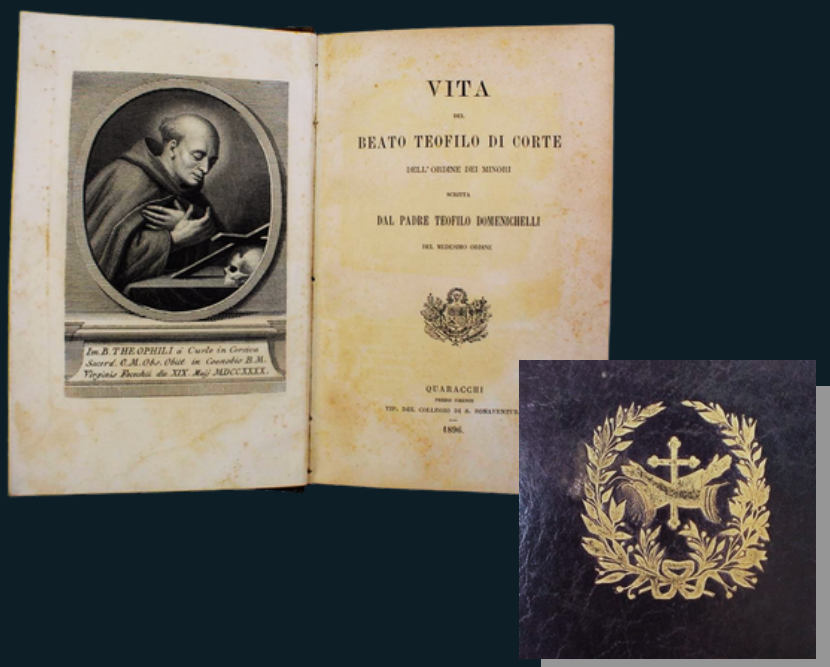 Im. B. THEOPHILI a Curte in Corsica
Sacerd. O. M. Obs. Obiit in Coenobio B. M.
Virginis Fucechii die XIX. Maij MDCCXXXX.
VITA
DEL
BEATO TEOFILO DI CORTE
DELL'ORDINE DEI MINORI
SCRITTA
DAL PADRE TEOFILO DOMENICHELLI
DEL MEDESIMO ORDINE
QUARACCHI
PRESSO FIRENZE
TIP. DEL COLLEGIO DI S. BONAVENTURA
1896.